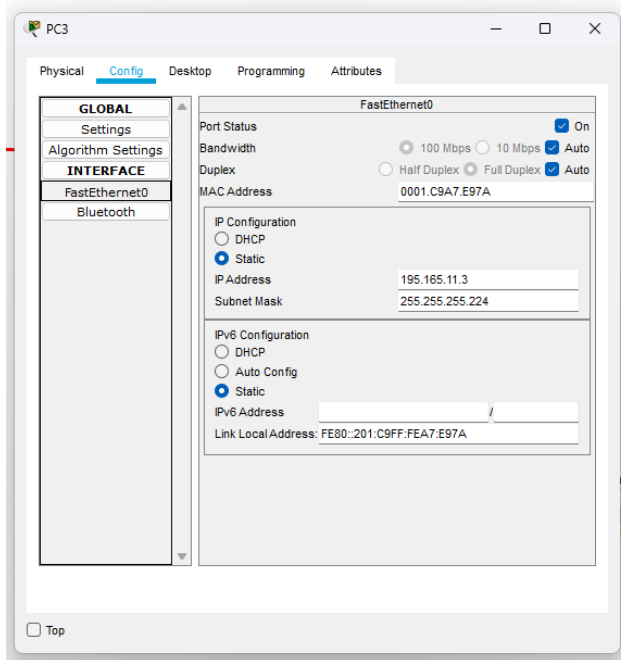 PC3
Physical Config Desktop Programming Attributes
GLOBAL
Settings
Algorithm Settings
INTERFACE
FastEthernet0
Bluetooth
FastEthernet0
Port Status On
Bandwidth 100 Mbps 10 Mbps Auto
Duplex Half Duplex Full Duplex Auto
MAC Address 0001.C9A7.E97A
IP Configuration
DHCP
Static
IP Address 195.165.11.3
Subnet Mask 255.255.255.224
IPv6 Configuration
DHCP
Auto Config
Static
IPv6 Address /
Link Local Address: FE80::201:C9FF:FEA7:E97A
Top